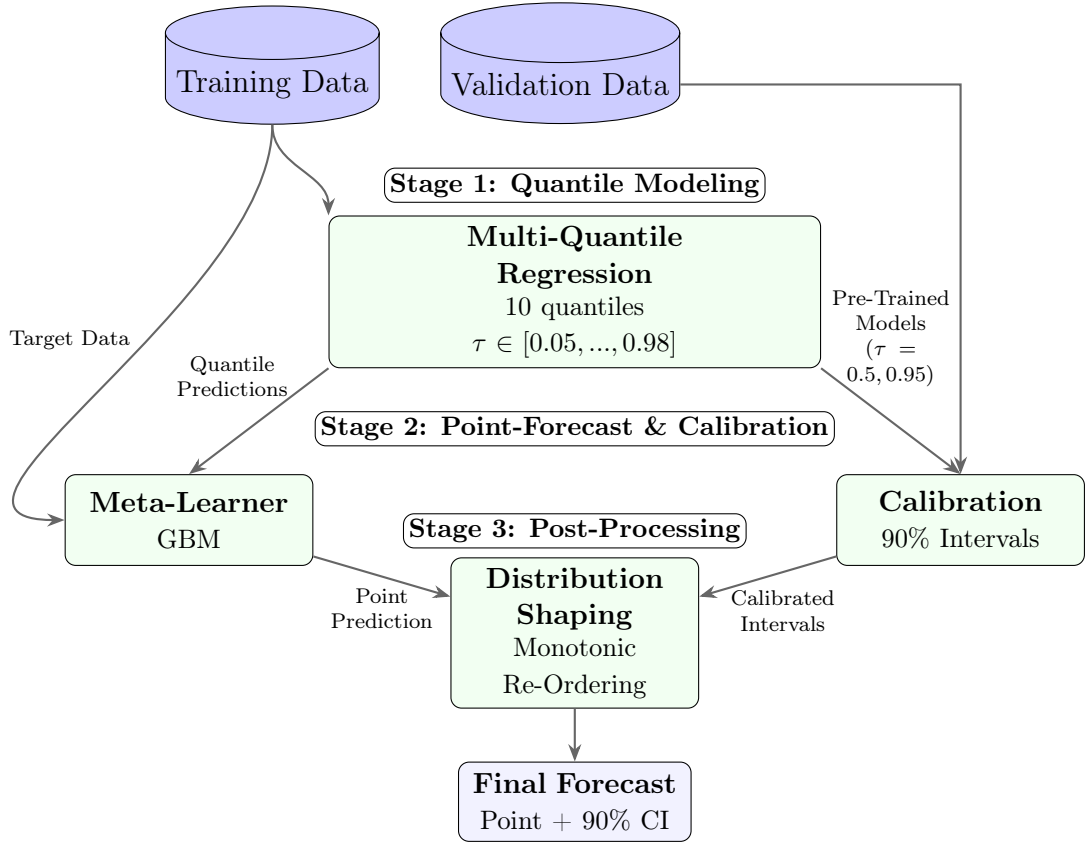 Training Data
Validation Data
Stage 1: Quantile Modeling
Multi-Quantile
Regression
10 quantiles
τ ∈ [0.05, ..., 0.98]
Pre-Trained
Models
(τ =
0.5, 0.95)
Target Data
Quantile
Predictions
Stage 2: Point-Forecast & Calibration
Meta-Learner
GBM
Calibration
90% Intervals
Stage 3: Post-Processing
Distribution
Shaping
Monotonic
Re-Ordering
Point
Prediction
Calibrated
Intervals
Final Forecast
Point + 90% CI